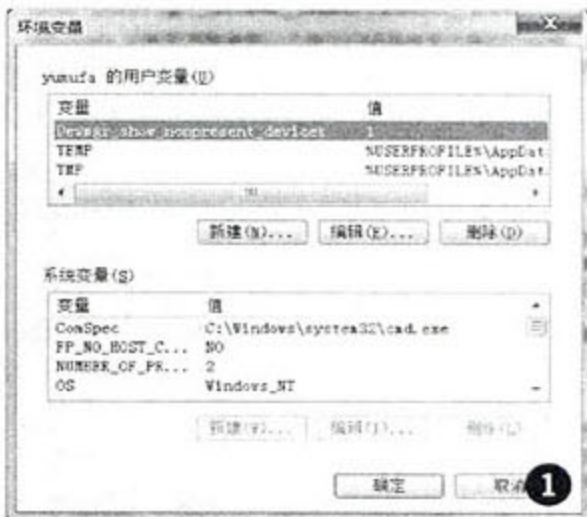 环境变量
yumufa 的用户变量(U)
变量 值
Devmgr_show_nonpresent_devices 1
TEMP %USERPROFILE%\AppDat
TMP %USERPROFILE%\AppDat
新建(N)... 编辑(E)... 删除(D)
系统变量(S)
变量 值
ComSpec C:\Windows\system32\cmd.exe
FP_NO_HOST_C... NO
NUMBER_OF_PR... 2
OS Windows_NT
新建(W)... 编辑(I)... 删除(L)
确定 取消
1